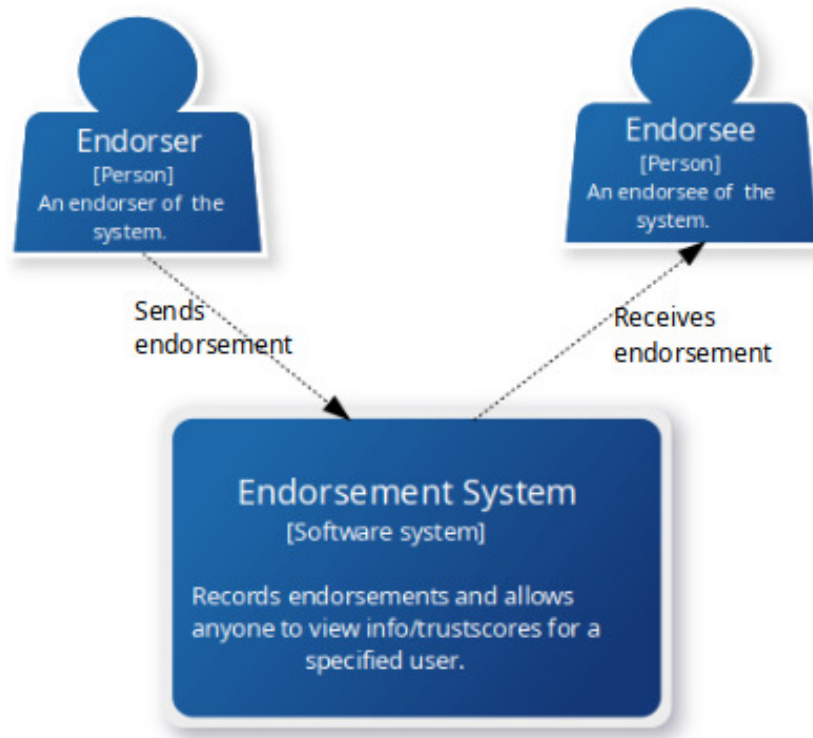 Endorser
[Person]
An endorser of the
system.
Endorsee
[Person]
An endorsee of the
system.
Sends
endorsement
Receives
endorsement
Endorsement System
[Software system]
Records endorsements and allows
anyone to view info/trustscores for a
specified user.